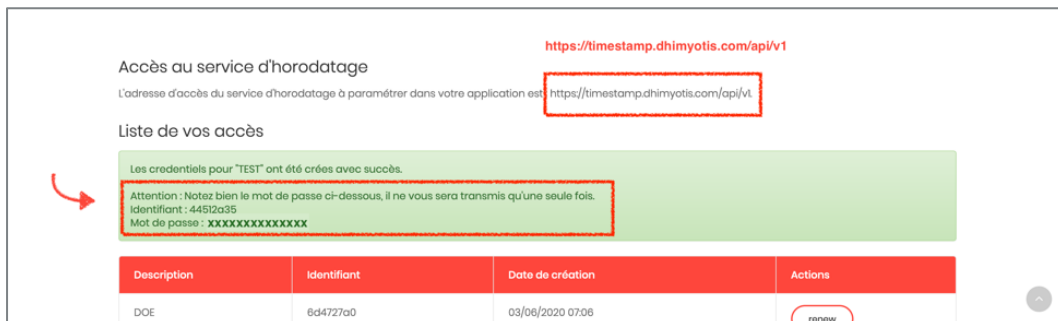 https://timestamp.dhimyotis.com/api/v1
Accès au service d'horodatage
L'adresse d'accès du service d'horodatage à paramétrer dans votre application est https://timestamp.dhimyotis.com/api/v1.
Liste de vos accès
Les credentiels pour "TEST" ont été crées avec succès.
Attention : Notez bien le mot de passe ci-dessous, il ne vous sera transmis qu'une seule fois.
Identifiant : 44512a35
Mot de passe : XXXXXXXXXXXXXX
Description Identifiant Date de création Actions
DOE 6d4727a0 03/06/2020 07:06 renew